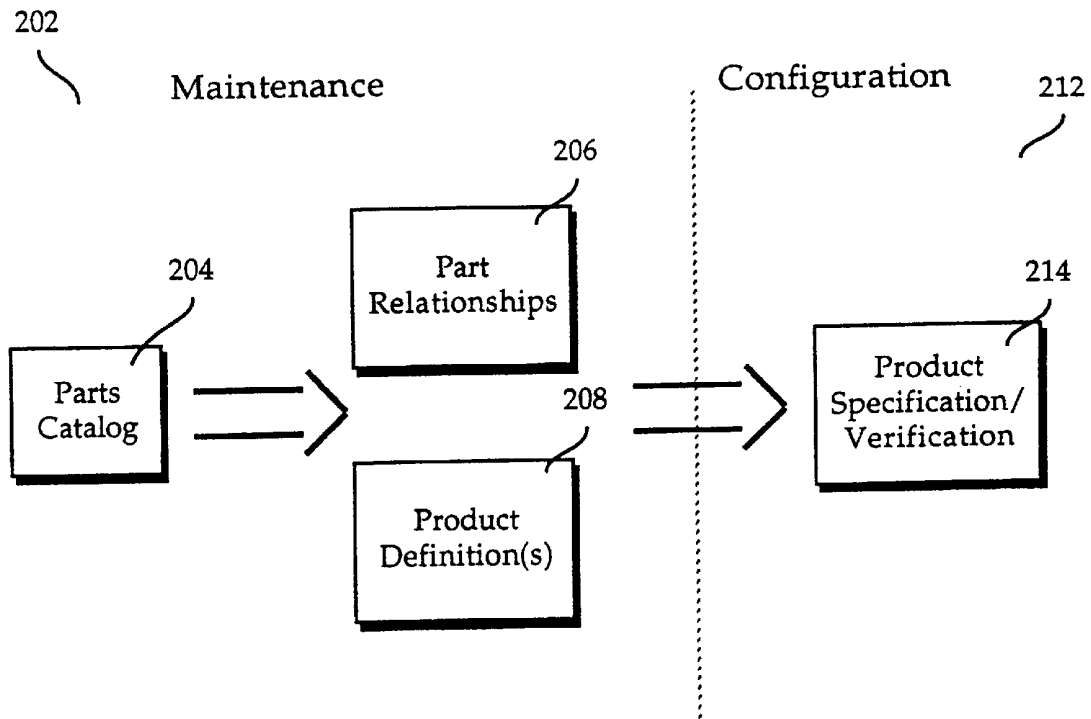 202
Maintenance
Configuration
212
206
Part
Relationships
204
Parts
Catalog
214
Product
Specification/
Verification
208
Product
Definition(s)